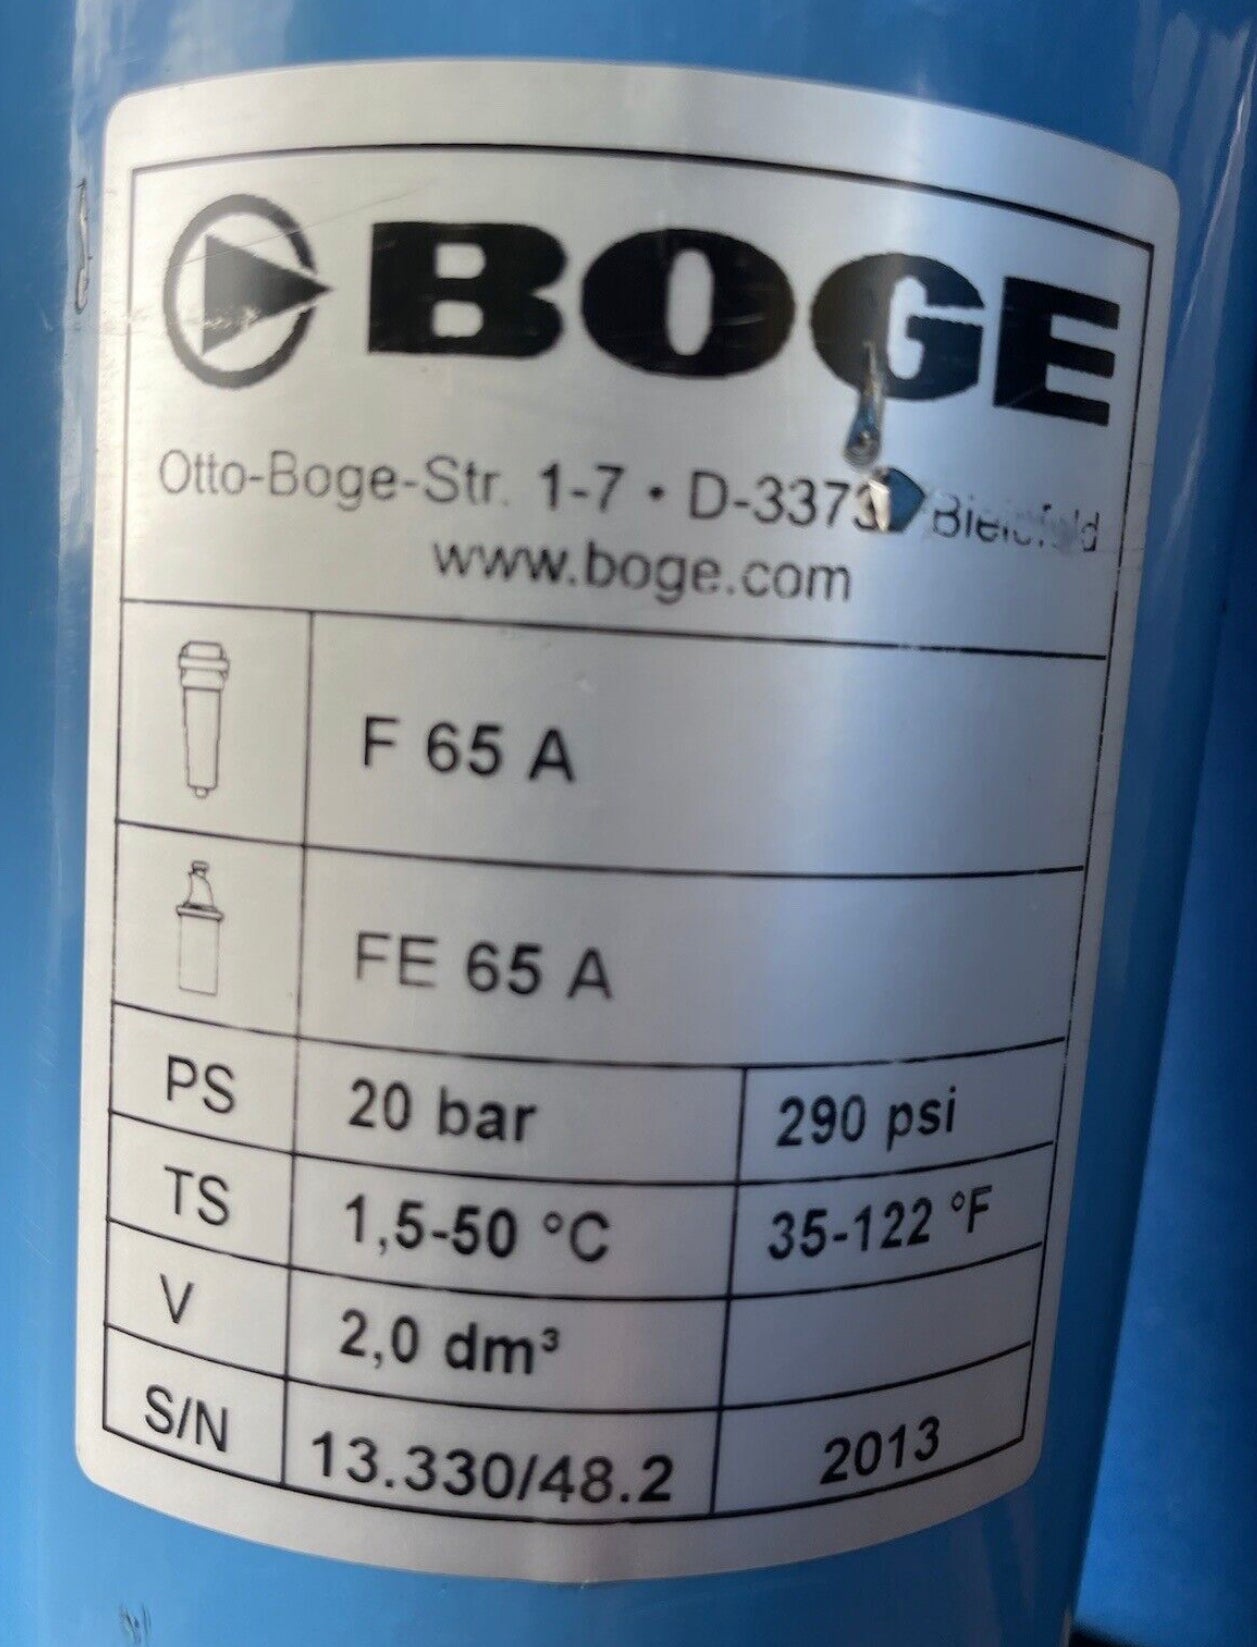 BOGE
Otto-Boge-Str. 1-7 • D-3373 Bielefeld
www.boge.com
F 65 A
FE 65 A
PS 20 bar 290 psi
TS 1,5-50 °C 35-122 °F
V 2,0 dm³
S/N 13.330/48.2 2013